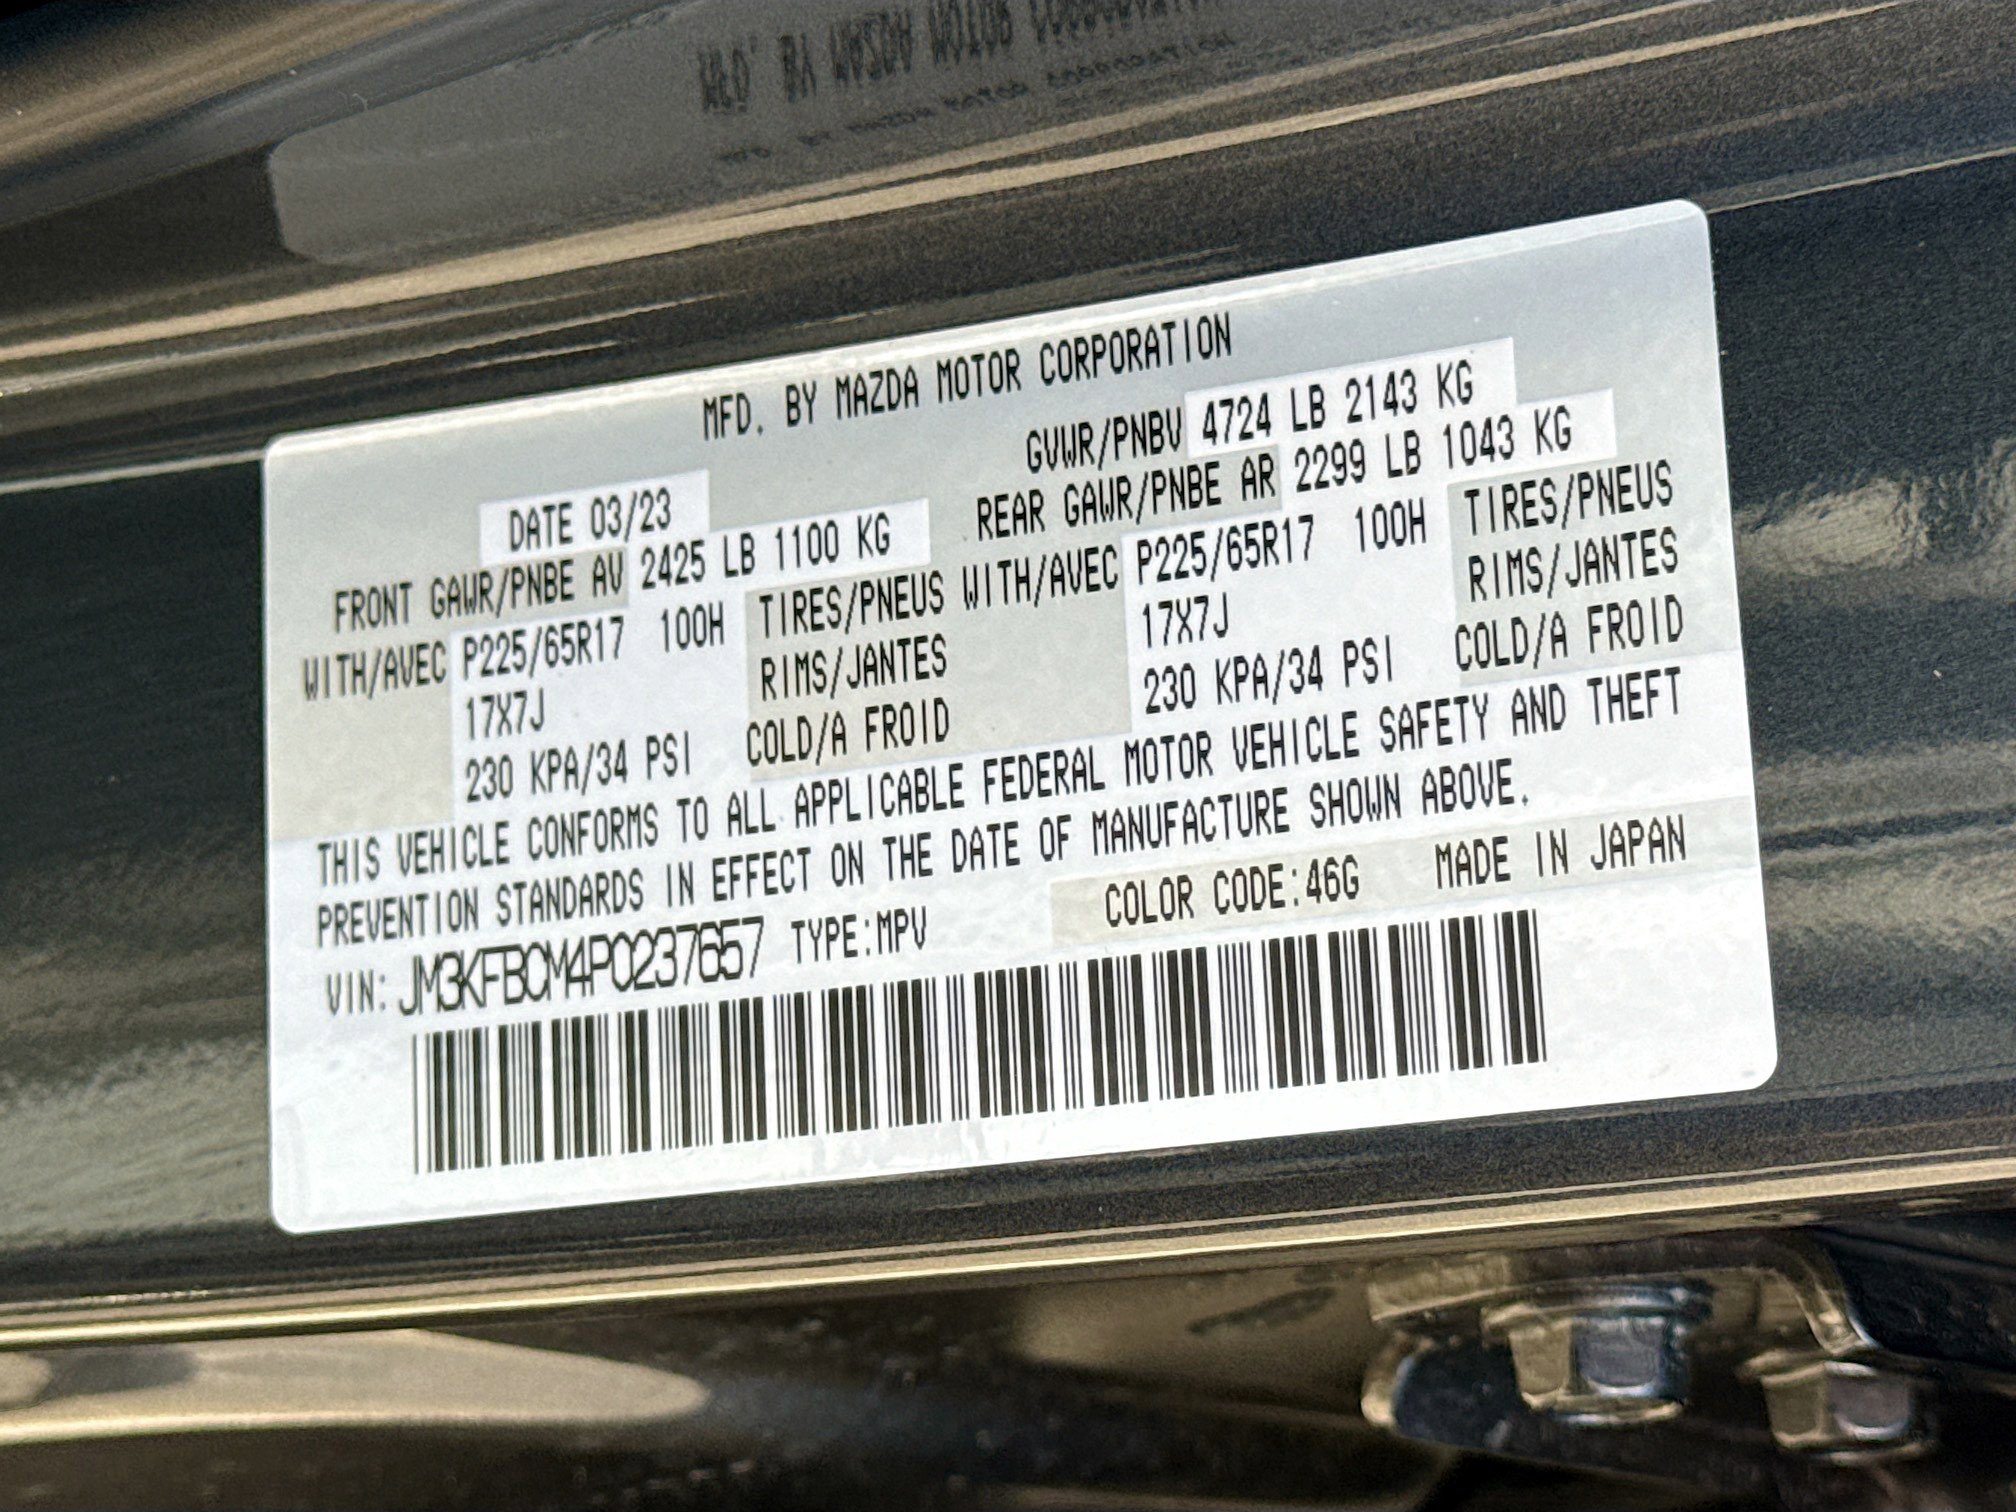 MFD. BY MAZDA MOTOR CORPORATION
DATE 03/23 GVWR/PNBV 4724 LB 2143 KG
FRONT GAWR/PNBE AV 2425 LB 1100 KG REAR GAWR/PNBE AR 2299 LB 1043 KG
WITH/AVEC P225/65R17 100H TIRES/PNEUS WITH/AVEC P225/65R17 100H TIRES/PNEUS
17X7J RIMS/JANTES 17X7J RIMS/JANTES
230 KPA/34 PSI COLD/A FROID 230 KPA/34 PSI COLD/A FROID
THIS VEHICLE CONFORMS TO ALL APPLICABLE FEDERAL MOTOR VEHICLE SAFETY AND THEFT
PREVENTION STANDARDS IN EFFECT ON THE DATE OF MANUFACTURE SHOWN ABOVE.
VIN: JM3KFBCM4P0237657 TYPE:MPV COLOR CODE:46G MADE IN JAPAN